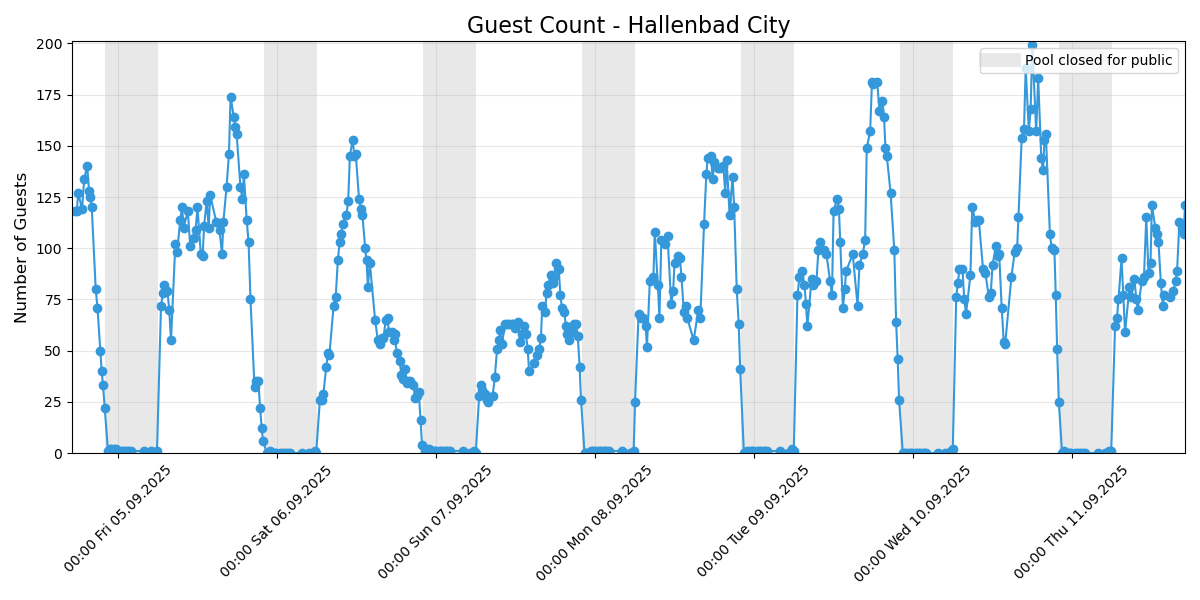 Guest Count - Hallenbad City
Number of Guests
200
175
150
125
100
75
50
25
0
Pool closed for public
00:00 Fri 05.09.2025
00:00 Sat 06.09.2025
00:00 Sun 07.09.2025
00:00 Mon 08.09.2025
00:00 Tue 09.09.2025
00:00 Wed 10.09.2025
00:00 Thu 11.09.2025